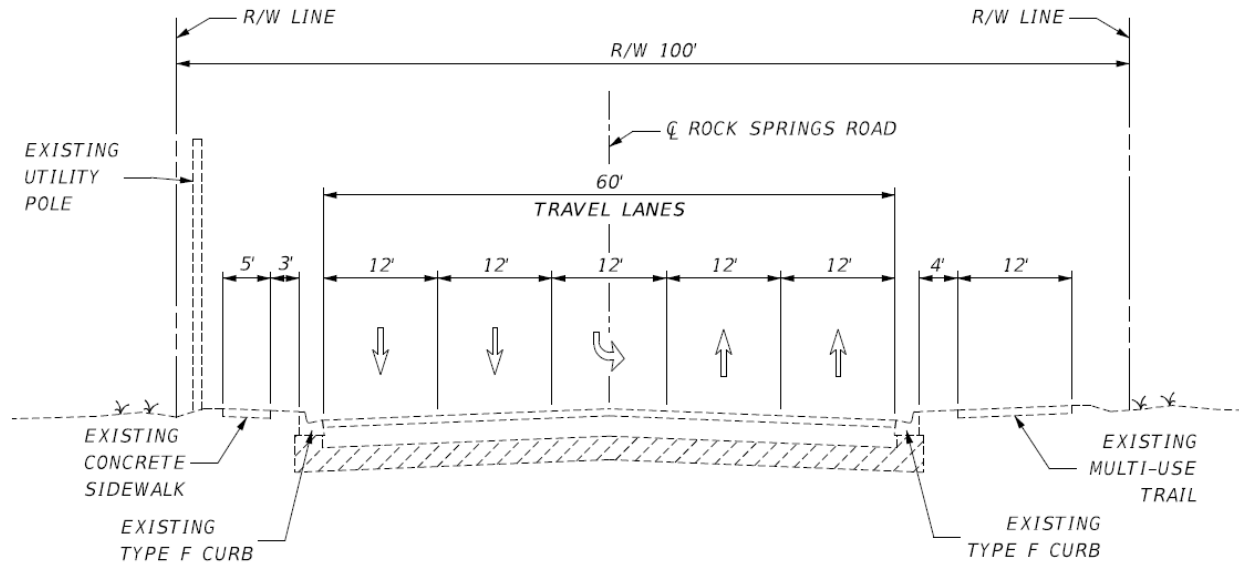 R/W LINE
R/W LINE
R/W 100'
℄ ROCK SPRINGS ROAD
EXISTING
UTILITY
POLE
60'
TRAVEL LANES
5'
3'
12'
12'
12'
12'
12'
4'
12'
EXISTING
CONCRETE
SIDEWALK
EXISTING
MULTI-USE
TRAIL
EXISTING
TYPE F CURB
EXISTING
TYPE F CURB